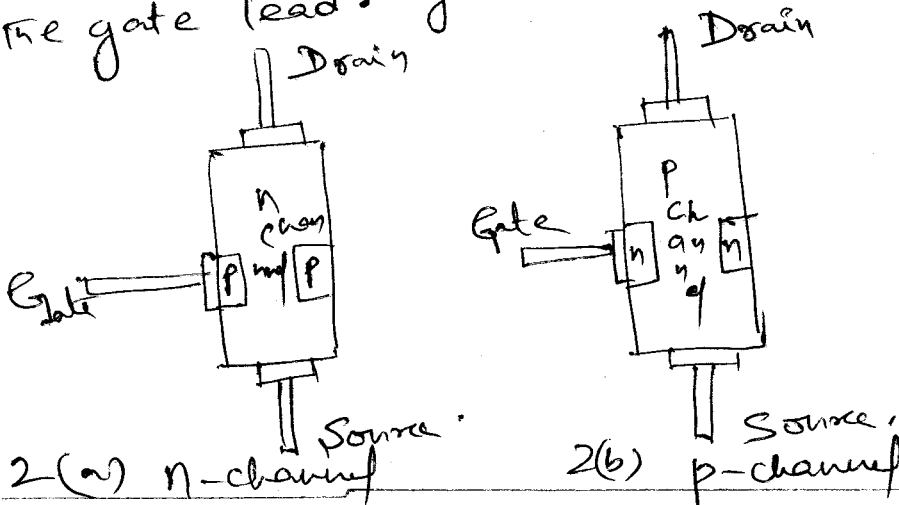 The gate lead.
Drain
n
chan
nel
p
p
Gate
Source.
2-(a) n-channel
Drain
p
ch
an
n
el
n
n
Gate
Source.
2(b) p-channel